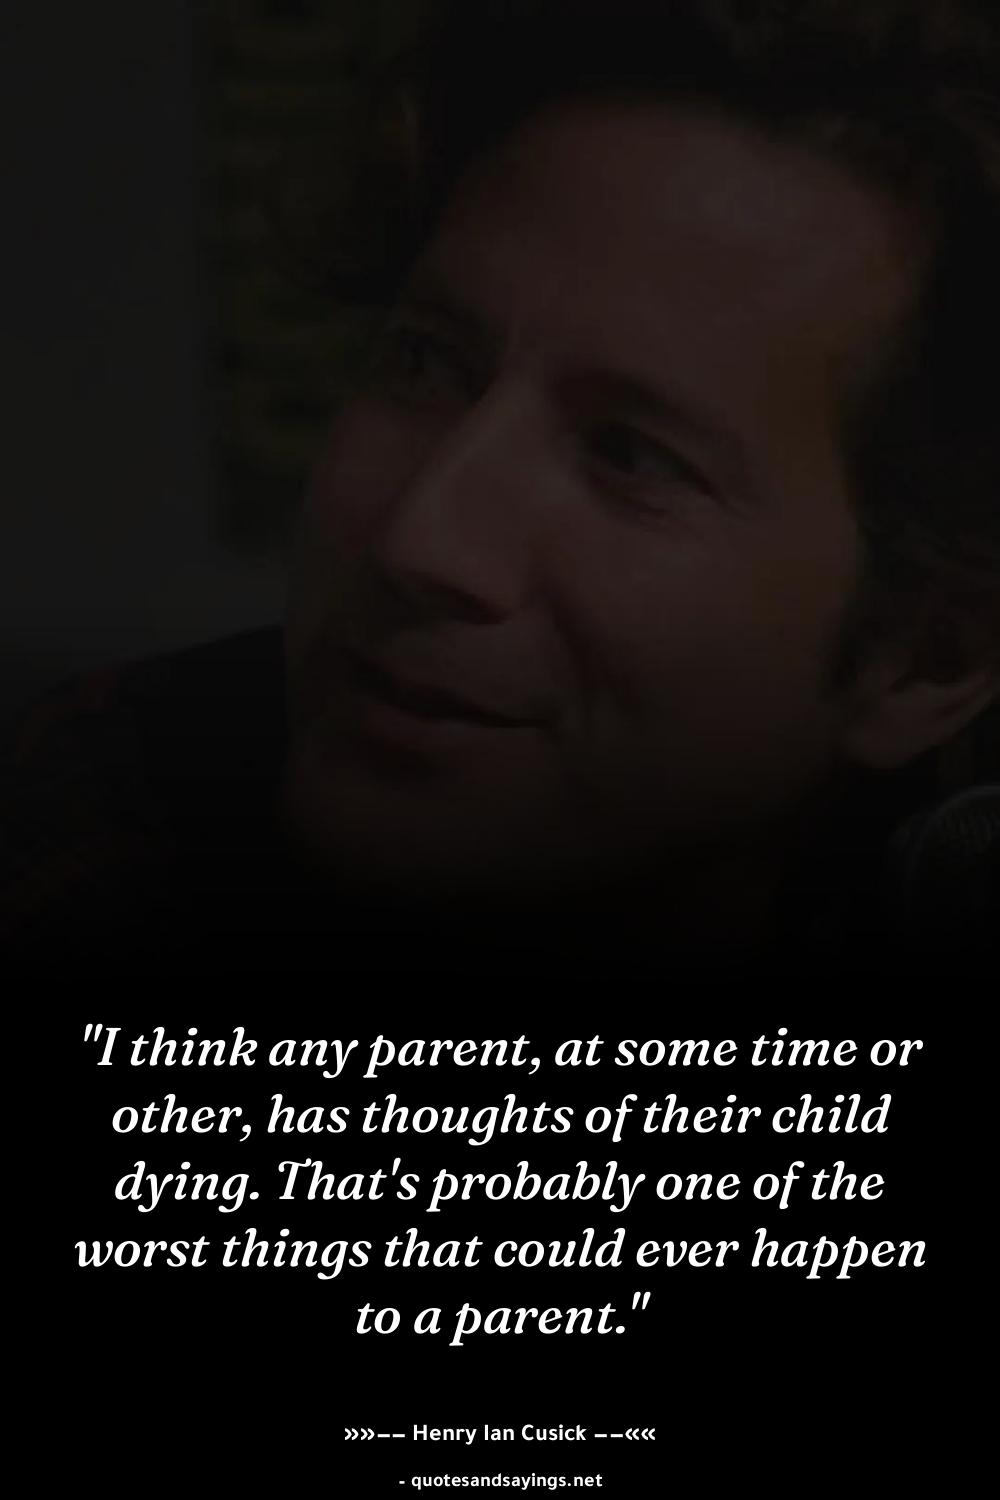 "I think any parent, at some time or
other, has thoughts of their child
dying. That's probably one of the
worst things that could ever happen
to a parent."
»»–– Henry Ian Cusick ––««
- quotesandsayings.net